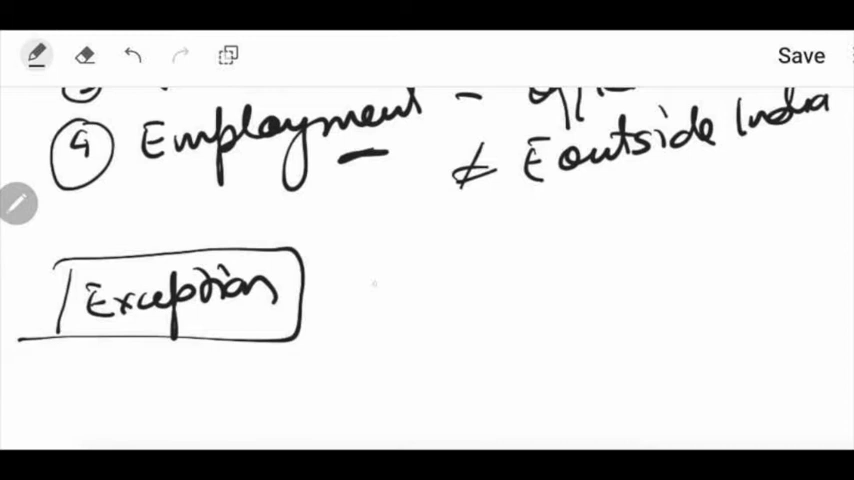 Save
④ Employment -
& E outside India
Exception